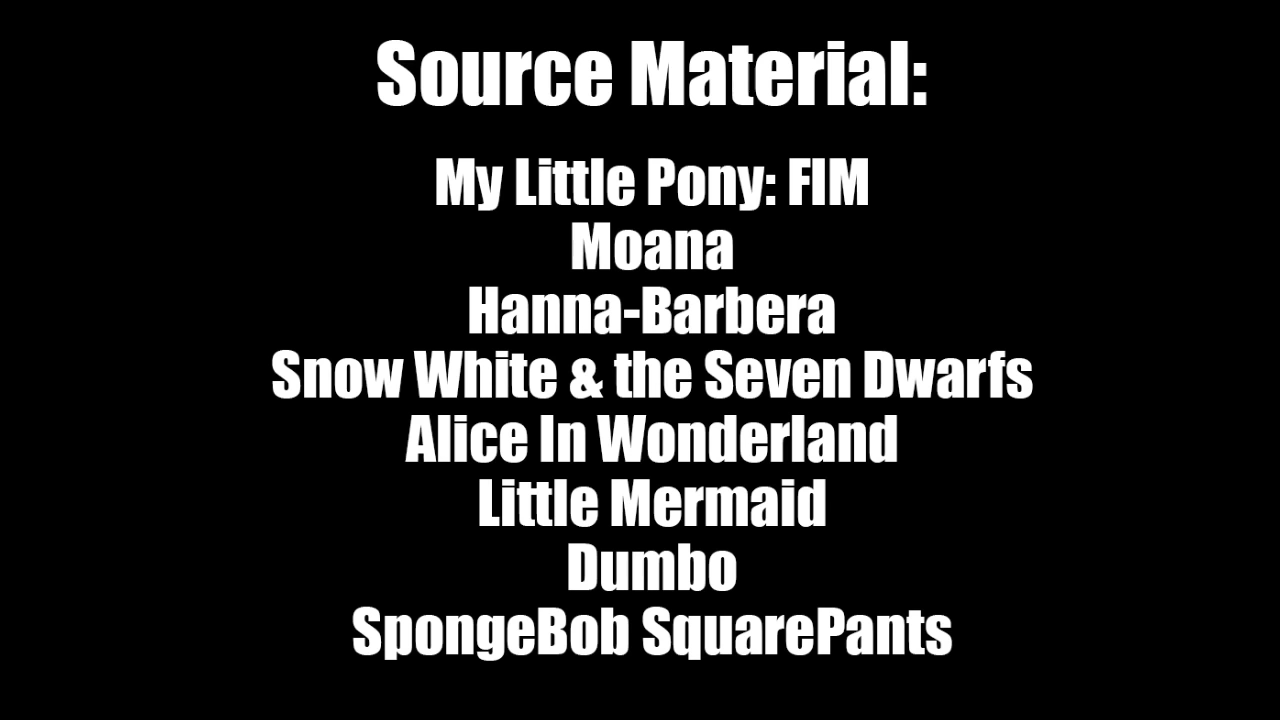 Source Material:
My Little Pony: FIM
Moana
Hanna-Barbera
Snow White & the Seven Dwarfs
Alice In Wonderland
Little Mermaid
Dumbo
SpongeBob SquarePants